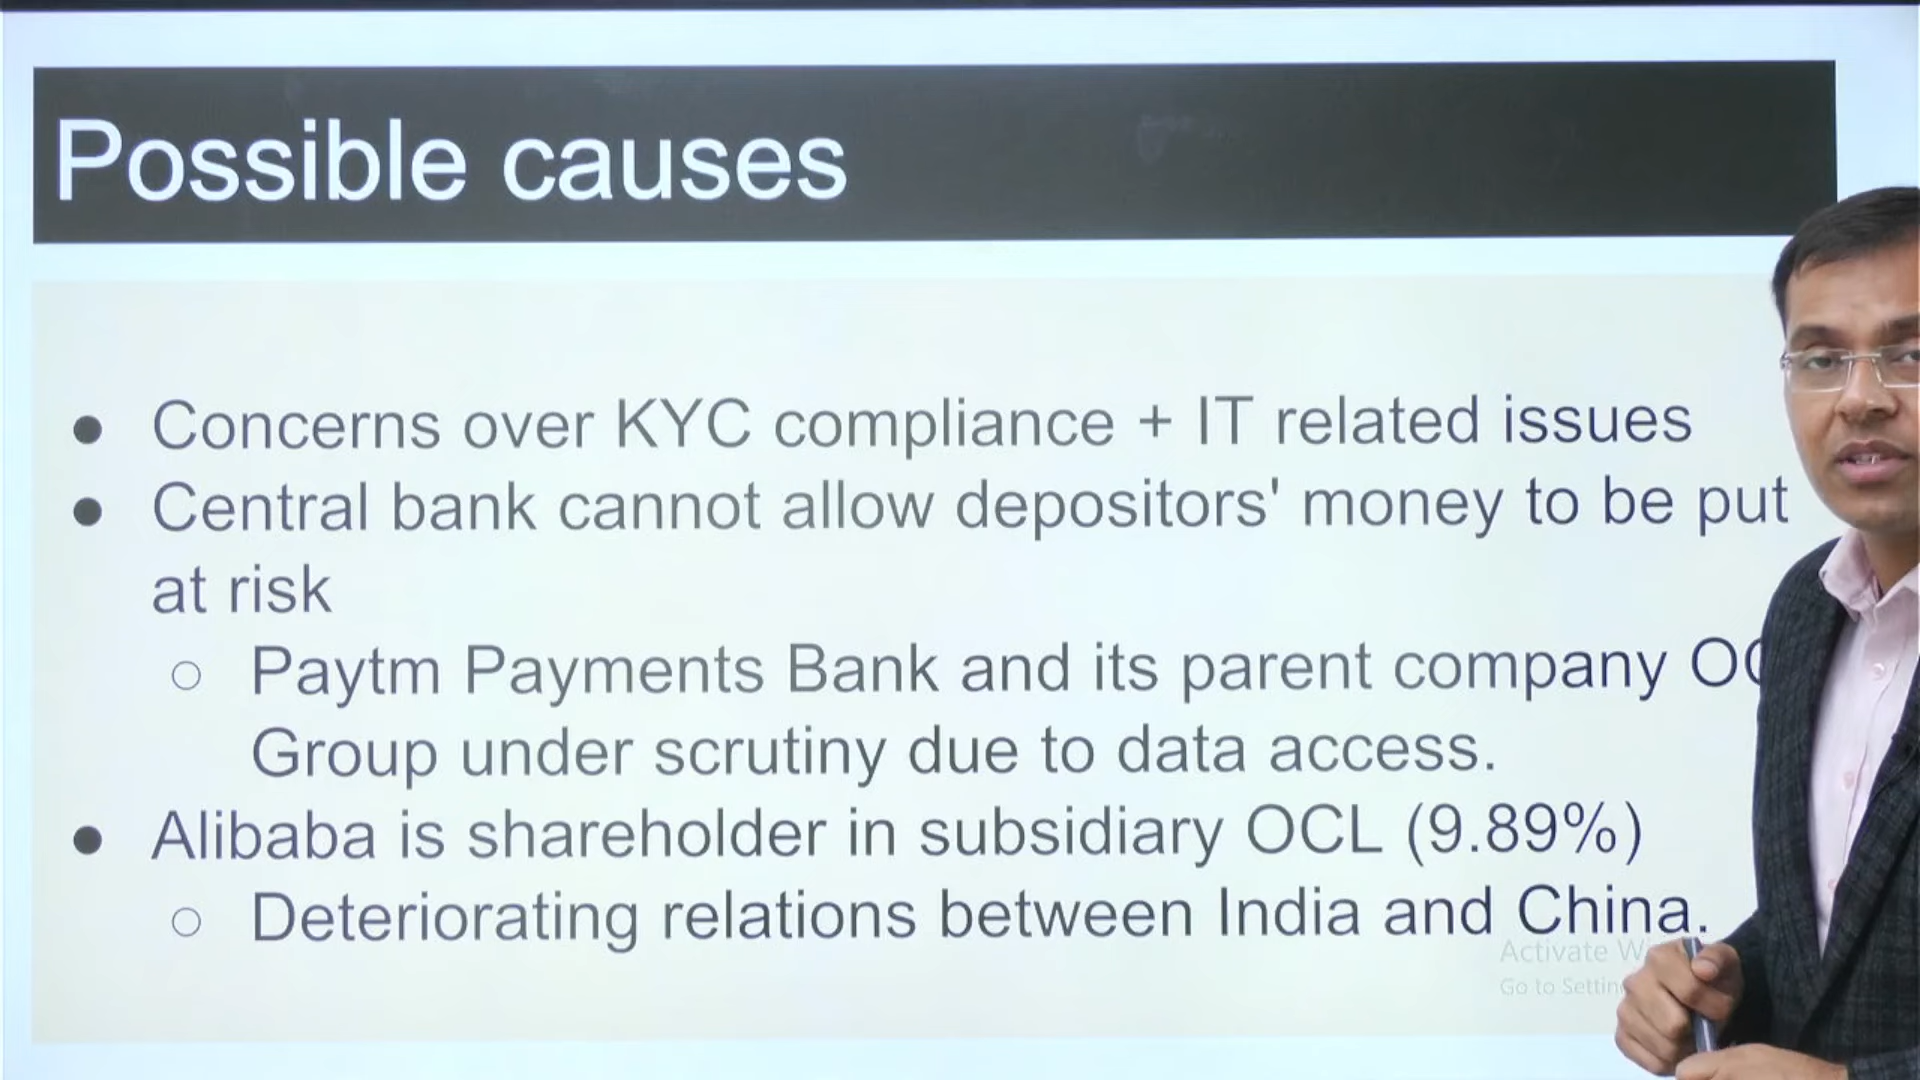 Possible causes
● Concerns over KYC compliance + IT related issues
● Central bank cannot allow depositors' money to be put
at risk
○ Paytm Payments Bank and its parent company
Group under scrutiny due to data access.
● Alibaba is shareholder in subsidiary OCL (9.89%)
○ Deteriorating relations between India and China.
Activate
Go to